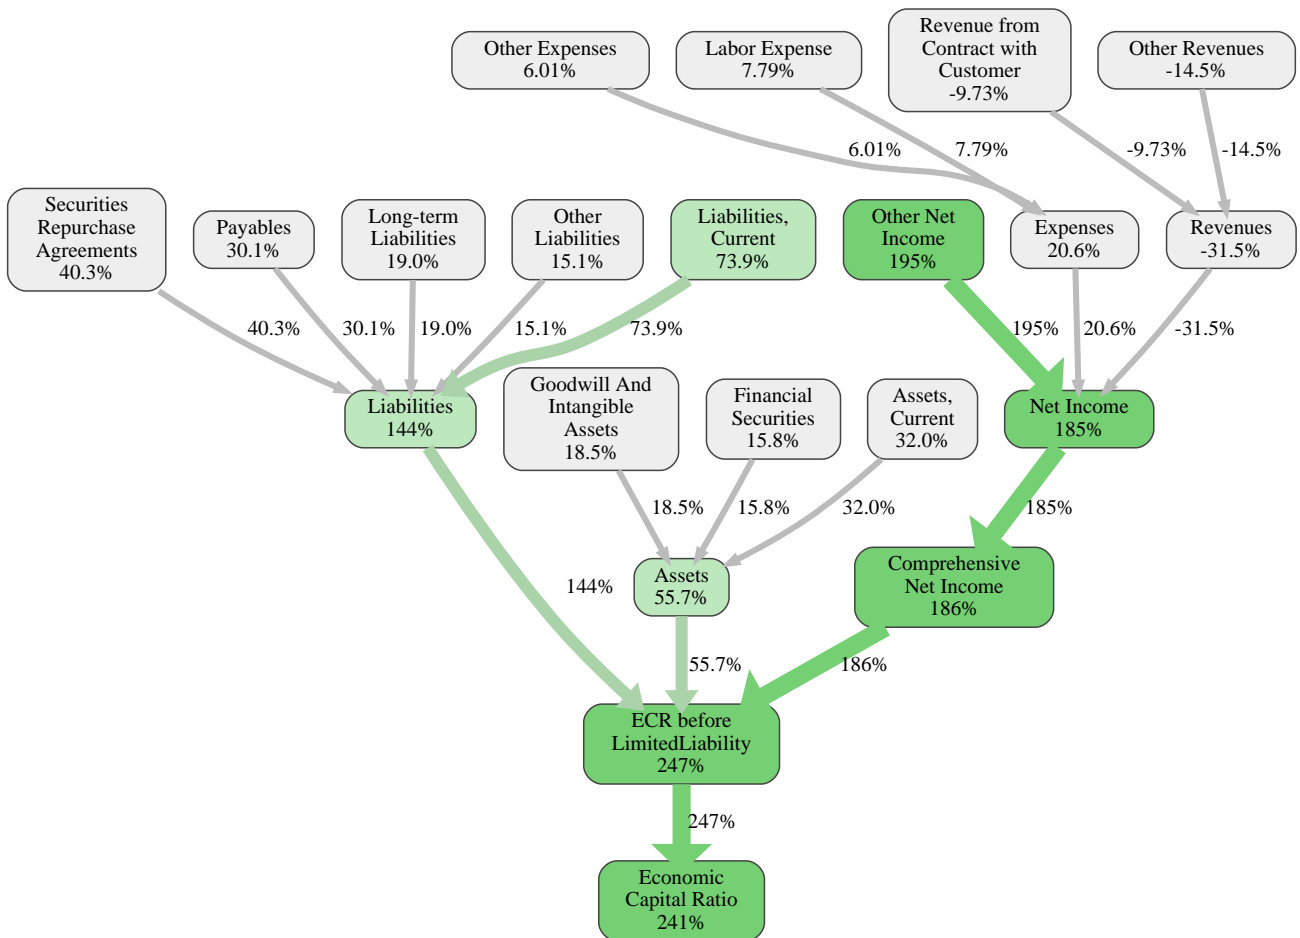 Other Expenses
6.01%
Labor Expense
7.79%
Revenue from
Contract with
Customer
-9.73%
Other Revenues
-14.5%
6.01%
7.79%
-9.73%
-14.5%
Securities
Repurchase
Agreements
40.3%
Payables
30.1%
Long-term
Liabilities
19.0%
Other
Liabilities
15.1%
Liabilities,
Current
73.9%
Other Net
Income
195%
Expenses
20.6%
Revenues
-31.5%
40.3%
30.1%
19.0%
15.1%
73.9%
195%
20.6%
-31.5%
Liabilities
144%
Goodwill And
Intangible
Assets
18.5%
Financial
Securities
15.8%
Assets,
Current
32.0%
Net Income
185%
18.5%
15.8%
32.0%
185%
144%
Assets
55.7%
Comprehensive
Net Income
186%
55.7%
186%
ECR before
LimitedLiability
247%
247%
Economic
Capital Ratio
241%